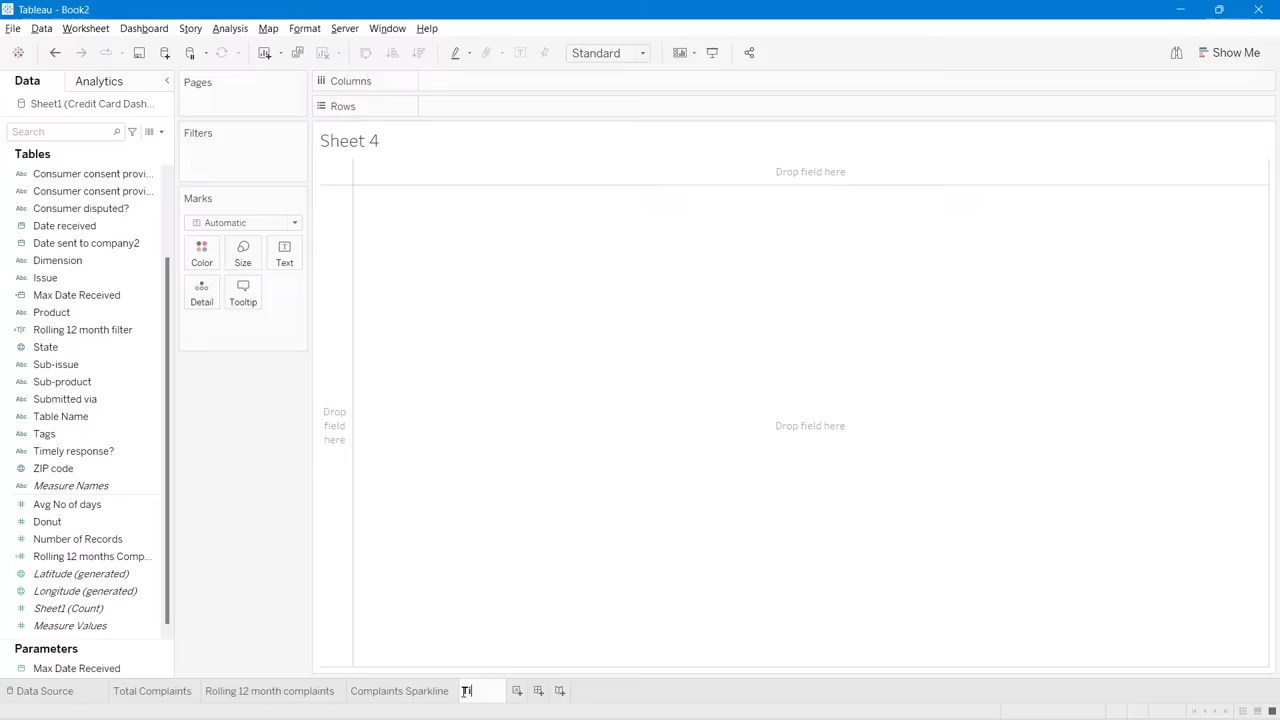 Tableau - Book2
File Data Worksheet Dashboard Story Analysis Map Format Server Window Help
Standard
Show Me
Data Analytics
Sheet1 (Credit Card Dash...
Search
Tables
Consumer consent provi...
Consumer consent provi...
Consumer disputed?
Date received
Date sent to company2
Dimension
Issue
Max Date Received
Product
Rolling 12 month filter
State
Sub-issue
Sub-product
Submitted via
Table Name
Tags
Timely response?
ZIP code
Measure Names
Avg No of days
Donut
Number of Records
Rolling 12 months Comp...
Latitude (generated)
Longitude (generated)
Sheet1 (Count)
Measure Values
Parameters
Max Date Received
Pages
Filters
Marks
Automatic
Color Size Text
Detail Tooltip
Columns
Rows
Sheet 4
Drop field here
Drop
field
here
Drop field here
Data Source Total Complaints Rolling 12 month complaints Complaints Sparkline Ti